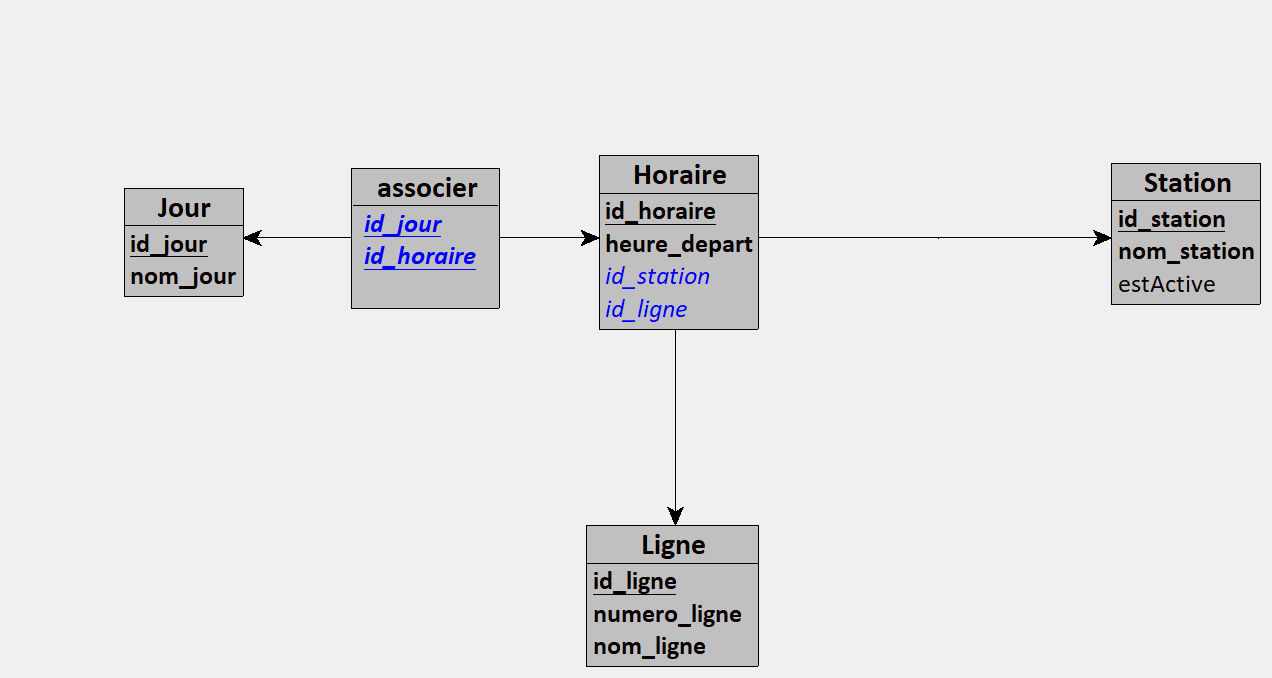 Jour
id_jour
nom_jour
associer
id_jour
id_horaire
Horaire
id_horaire
heure_depart
id_station
id_ligne
Station
id_station
nom_station
estActive
Ligne
id_ligne
numero_ligne
nom_ligne